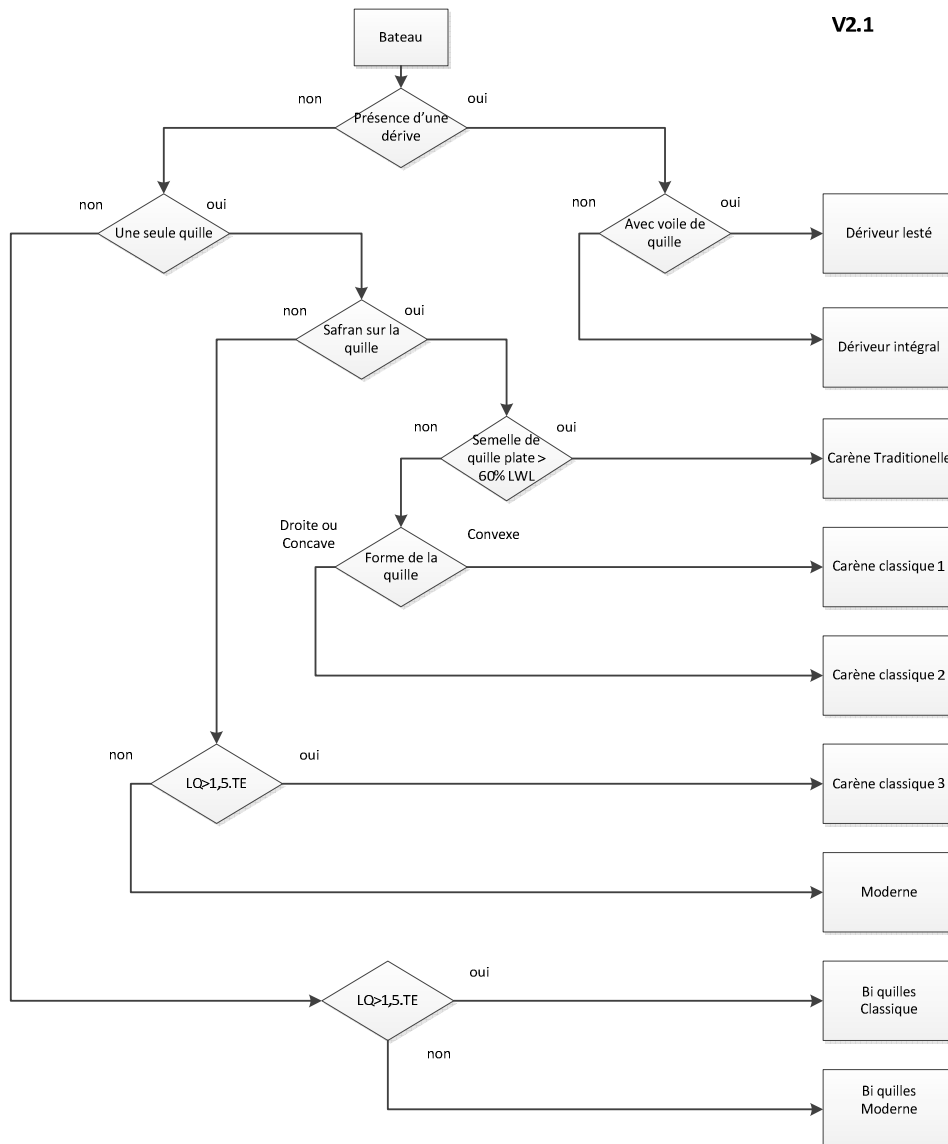 V2.1
Bateau
non
oui
Présence d'une
dérive
non
oui
non
oui
Une seule quille
Avec voile de
quille
Dériveur lesté
non
oui
Safran sur la
quille
Dériveur intégral
non
oui
Semelle de
quille plate >
60% LWL
Carène Traditionelle
Droite ou
Concave
Convexe
Forme de la
quille
Carène classique 1
Carène classique 2
non
oui
LQ>1,5.TE
Carène classique 3
Moderne
oui
LQ>1,5.TE
Bi quilles
Classique
non
Bi quilles
Moderne